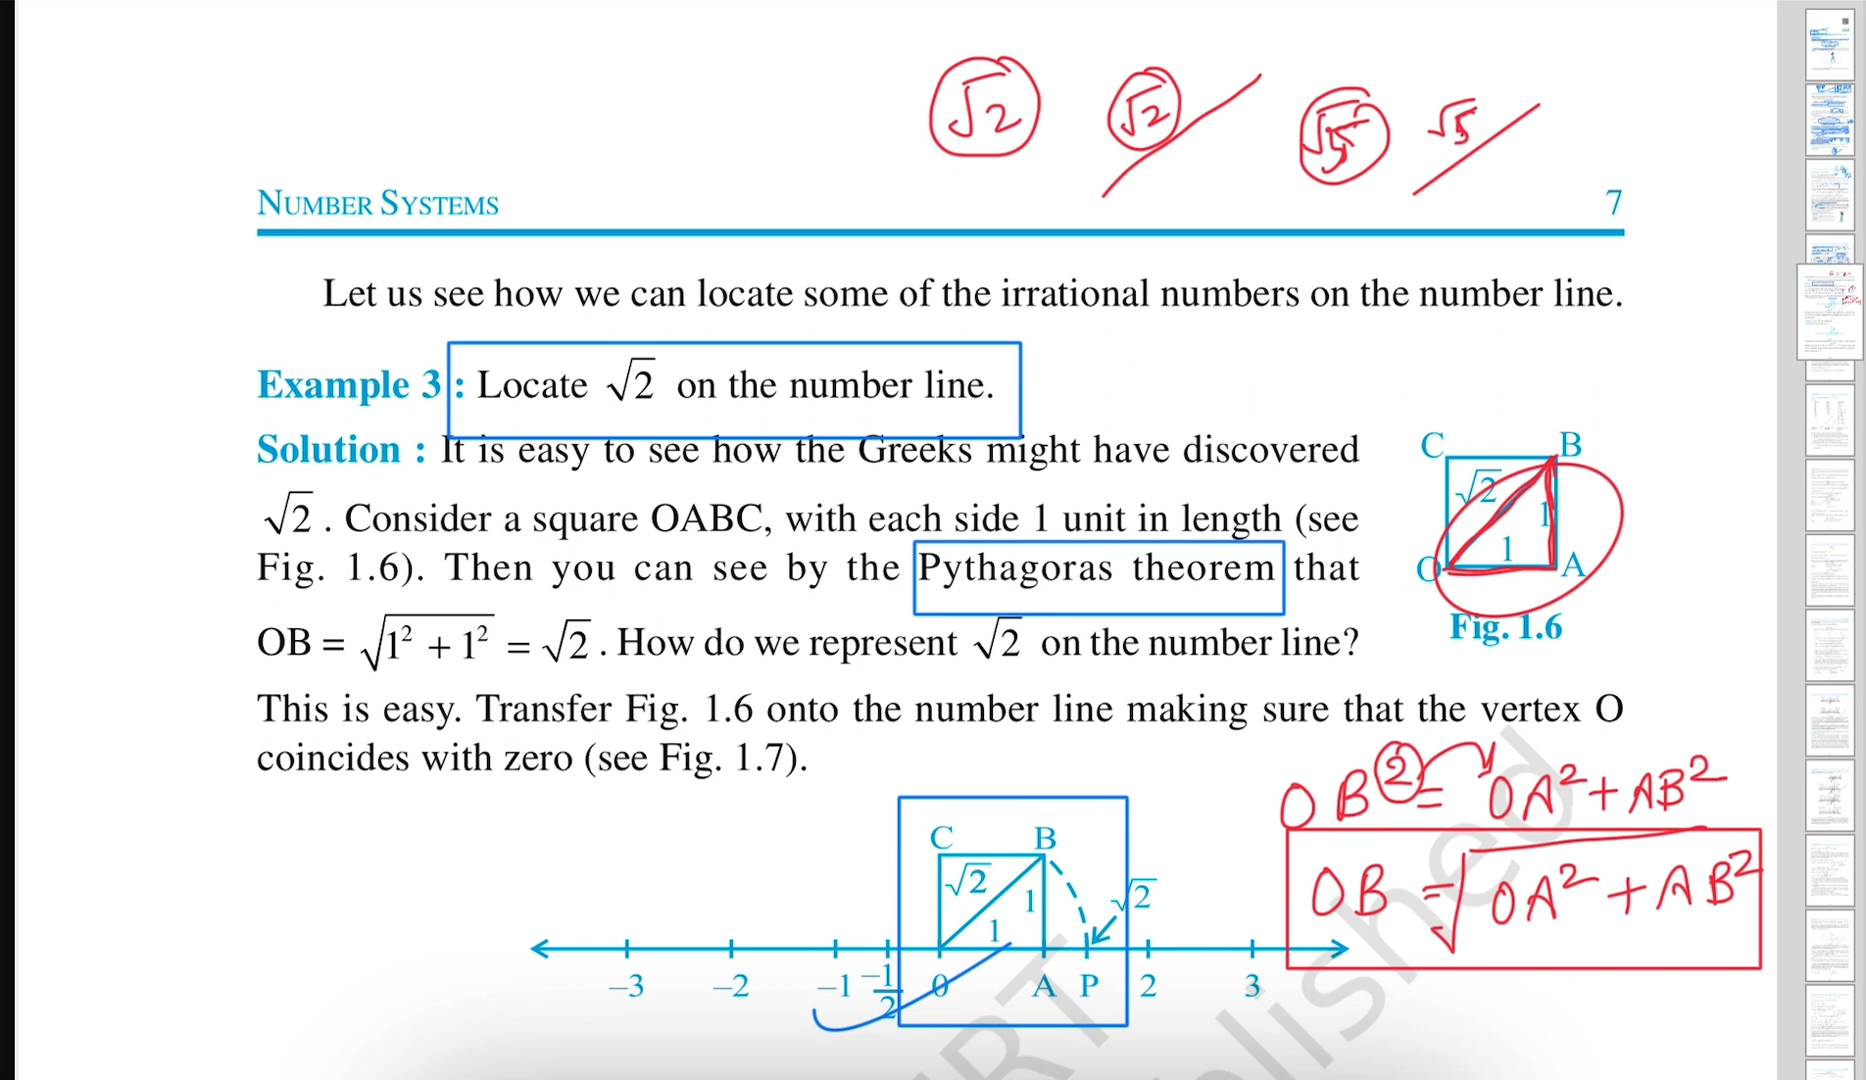 √2 √2 √5 √5
NUMBER SYSTEMS 7
Let us see how we can locate some of the irrational numbers on the number line.
Example 3 : Locate √2 on the number line.
Solution : It is easy to see how the Greeks might have discovered
√2 . Consider a square OABC, with each side 1 unit in length (see
Fig. 1.6). Then you can see by the Pythagoras theorem that
OB = √(1² + 1²) = √2 . How do we represent √2 on the number line?
C B
√2 1
1
O A
Fig. 1.6
This is easy. Transfer Fig. 1.6 onto the number line making sure that the vertex O
coincides with zero (see Fig. 1.7).
OB² = OA² + AB²
OB = √(OA² + AB²)
C B
√2 1 √2
1
–3 –2 –1 –1/2 0 A P 2 3